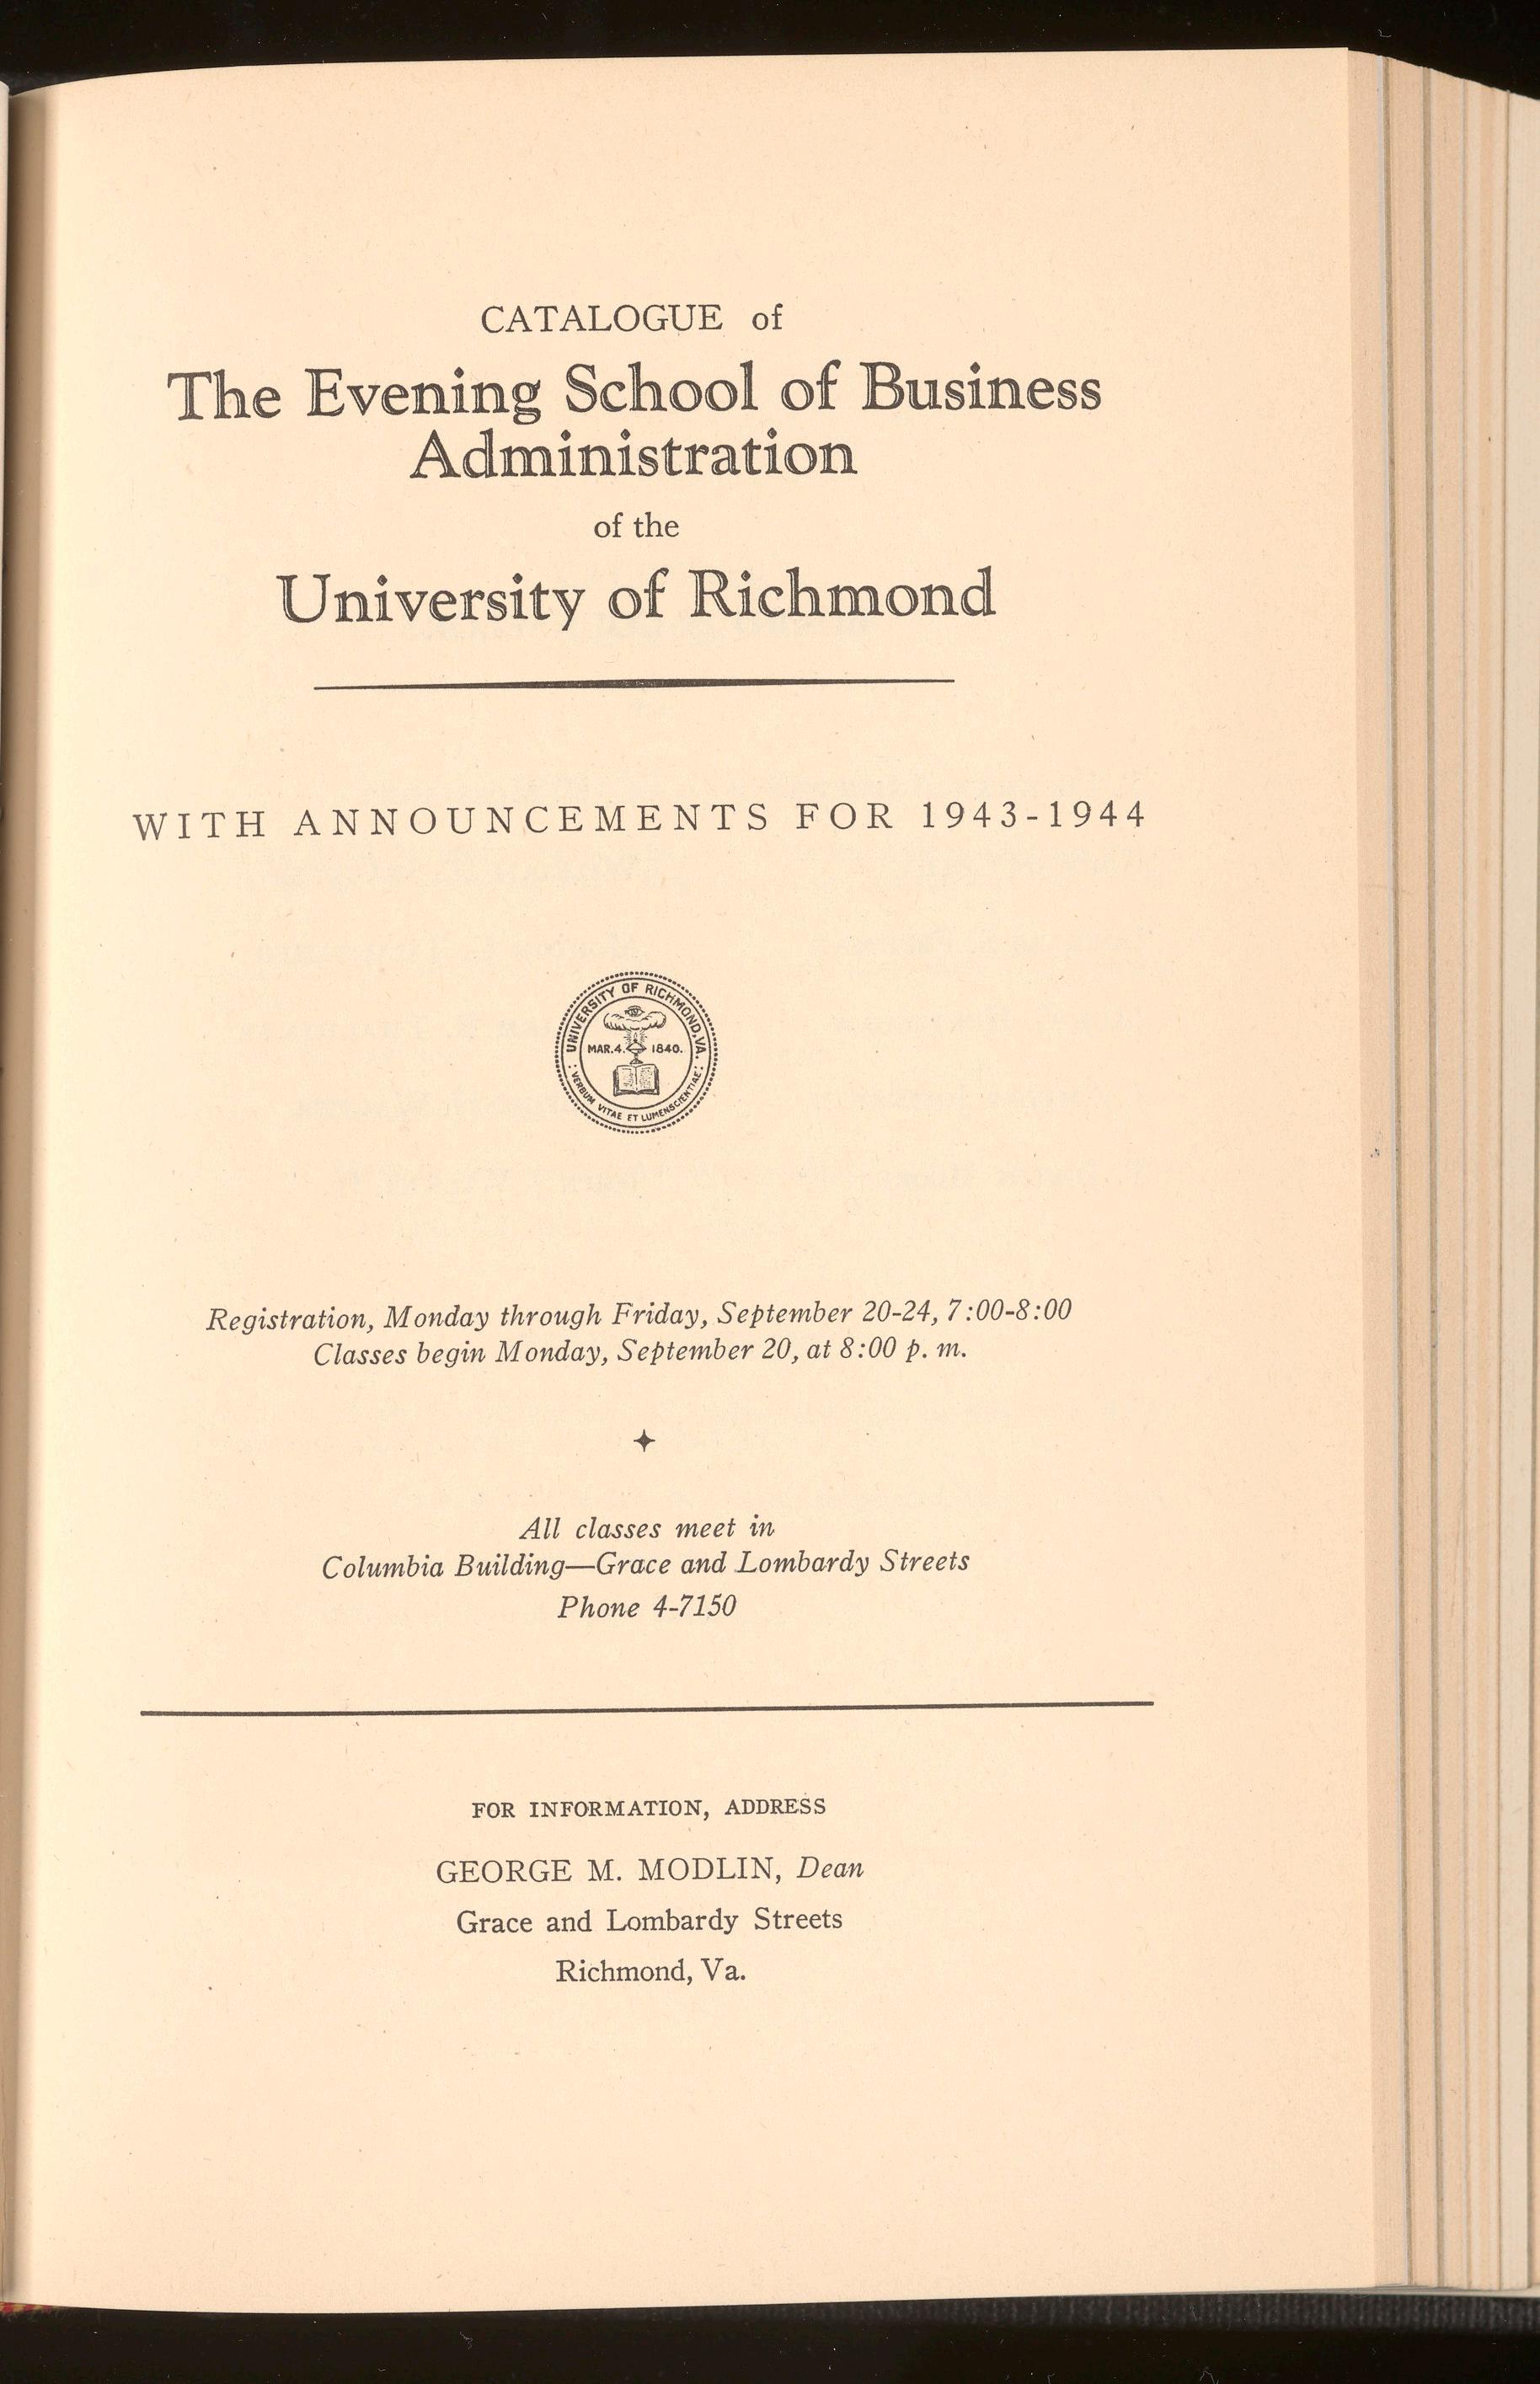 CATALOGUE of
The Evening School of Business
Administration
of the
University of Richmond
WITH ANNOUNCEMENTS FOR 1943-1944
UNIVERSITY OF RICHMOND, VA.
MAR. 4. 1840.
: VERBUM VITAE ET LUMEN SCIENTIAE :
Registration, Monday through Friday, September 20-24, 7:00-8:00
Classes begin Monday, September 20, at 8:00 p. m.
All classes meet in
Columbia Building—Grace and Lombardy Streets
Phone 4-7150
FOR INFORMATION, ADDRESS
GEORGE M. MODLIN, Dean
Grace and Lombardy Streets
Richmond, Va.